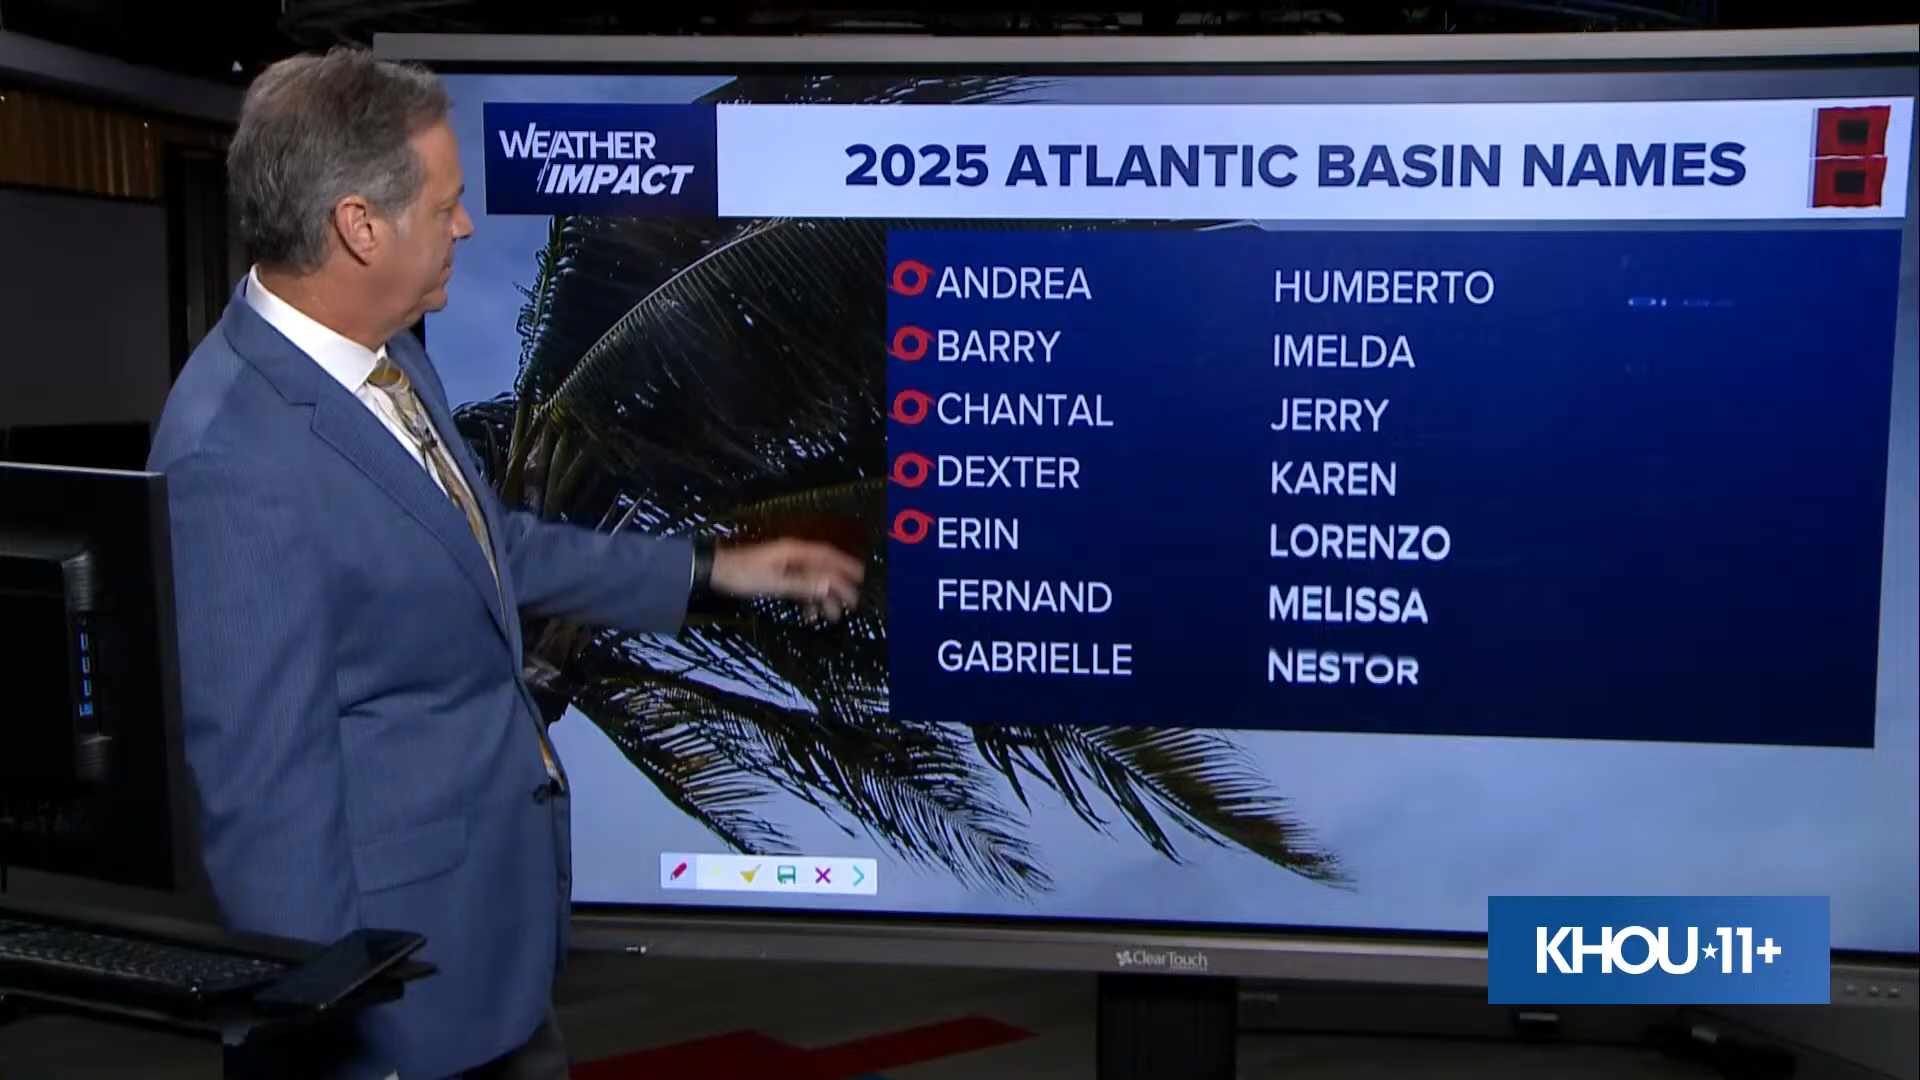 WEATHER
IMPACT
2025 ATLANTIC BASIN NAMES
ANDREA
BARRY
CHANTAL
DEXTER
ERIN
FERNAND
GABRIELLE
HUMBERTO
IMELDA
JERRY
KAREN
LORENZO
MELISSA
NESTOR
ClearTouch
KHOU★11+